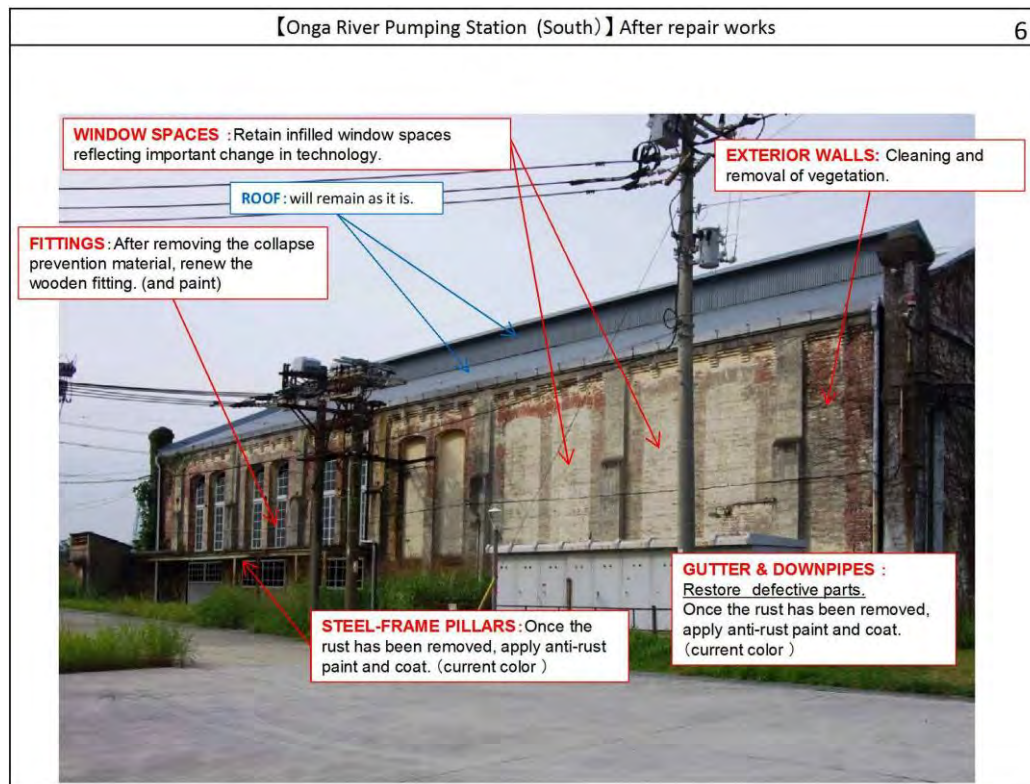 【Onga River Pumping Station (South)】After repair works
6
WINDOW SPACES :Retain infilled window spaces
reflecting important change in technology.
EXTERIOR WALLS: Cleaning and
removal of vegetation.
ROOF:will remain as it is.
FITTINGS:After removing the collapse
prevention material, renew the
wooden fitting. (and paint)
GUTTER & DOWNPIPES :
Restore defective parts.
Once the rust has been removed,
apply anti-rust paint and coat.
(current color )
STEEL-FRAME PILLARS:Once the
rust has been removed, apply anti-rust
paint and coat. (current color )